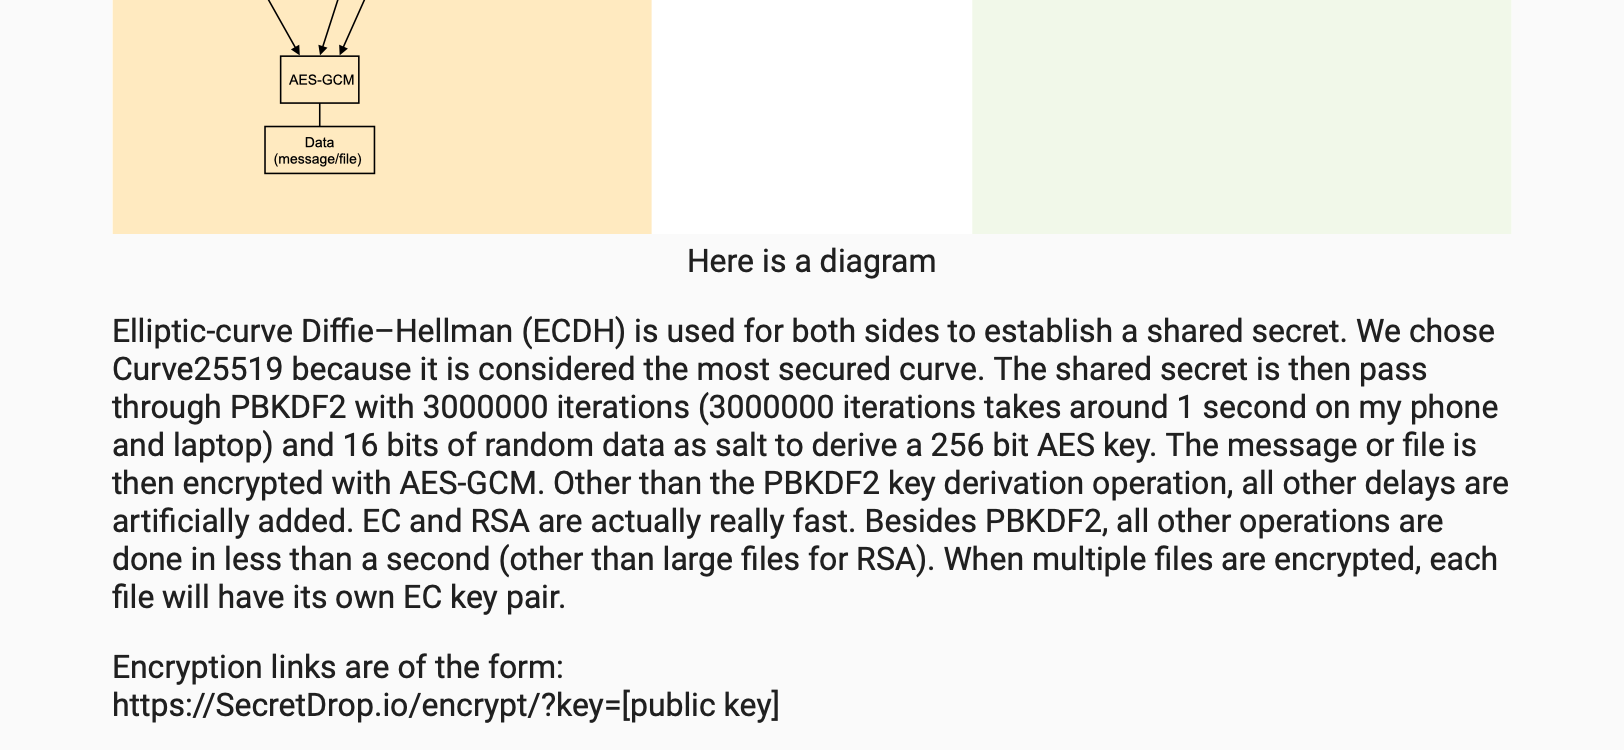 AES-GCM
Data
(message/file)
Here is a diagram
Elliptic-curve Diffie–Hellman (ECDH) is used for both sides to establish a shared secret. We chose
Curve25519 because it is considered the most secured curve. The shared secret is then pass
through PBKDF2 with 3000000 iterations (3000000 iterations takes around 1 second on my phone
and laptop) and 16 bits of random data as salt to derive a 256 bit AES key. The message or file is
then encrypted with AES-GCM. Other than the PBKDF2 key derivation operation, all other delays are
artificially added. EC and RSA are actually really fast. Besides PBKDF2, all other operations are
done in less than a second (other than large files for RSA). When multiple files are encrypted, each
file will have its own EC key pair.
Encryption links are of the form:
https://SecretDrop.io/encrypt/?key=[public key]